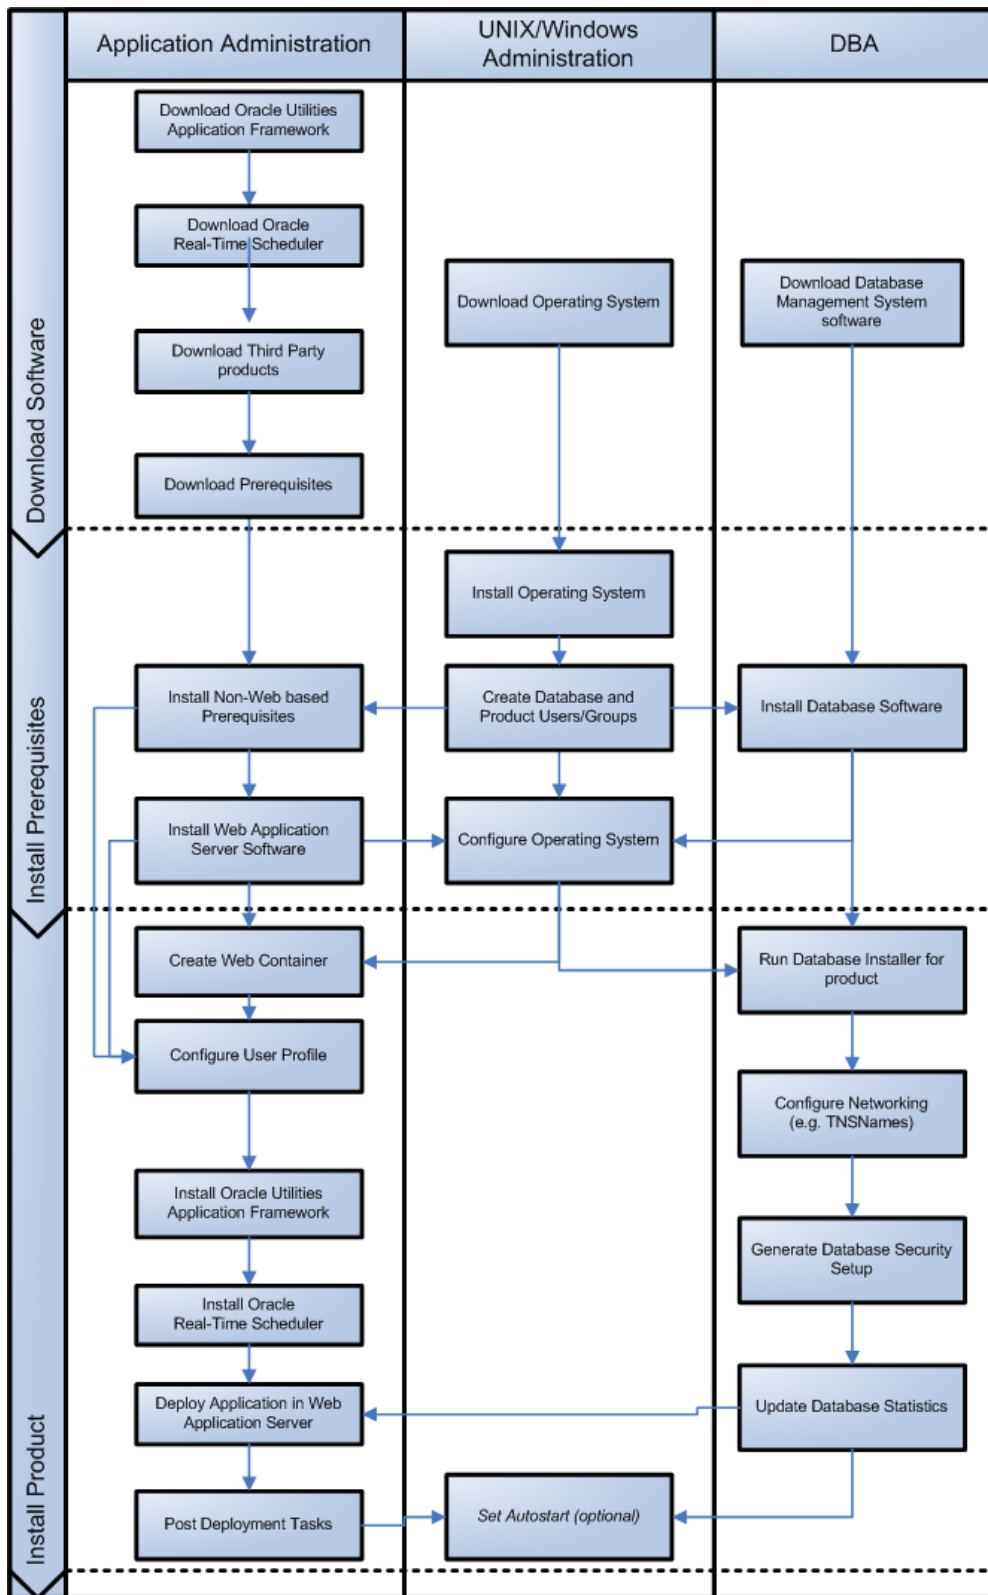 Application Administration
UNIX/Windows
Administration
DBA
Download Software
Download Oracle Utilities
Application Framework
Download Oracle
Real-Time Scheduler
Download Operating System
Download Database
Management System
software
Download Third Party
products
Download Prerequisites
Install Prerequisites
Install Operating System
Install Non-Web based
Prerequisites
Create Database and
Product Users/Groups
Install Database Software
Install Web Application
Server Software
Configure Operating System
Install Product
Create Web Container
Run Database Installer for
product
Configure User Profile
Configure Networking
(e.g. TNSNames)
Install Oracle Utilities
Application Framework
Generate Database Security
Setup
Install Oracle
Real-Time Scheduler
Deploy Application in Web
Application Server
Update Database Statistics
Post Deployment Tasks
Set Autostart (optional)